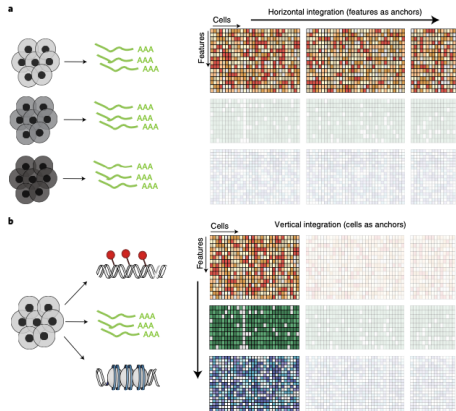 a
Cells
Horizontal integration (features as anchors)
Features
AAA
AAA
AAA
AAA
AAA
AAA
AAA
AAA
AAA
b
Cells
Vertical integration (cells as anchors)
Features
AAA
AAA
AAA